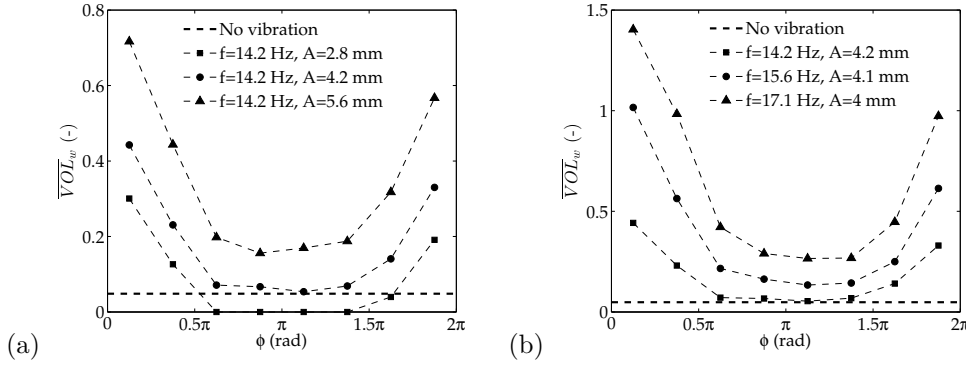 0.8
0.6
0.4
0.2
0
No vibration
f=14.2 Hz, A=2.8 mm
f=14.2 Hz, A=4.2 mm
f=14.2 Hz, A=5.6 mm
VOL_w (-)
0 0.5π π 1.5π 2π
ϕ (rad)
(a)
1.5
1
0.5
0
No vibration
f=14.2 Hz, A=4.2 mm
f=15.6 Hz, A=4.1 mm
f=17.1 Hz, A=4 mm
VOL_w (-)
0 0.5π π 1.5π 2π
ϕ (rad)
(b)